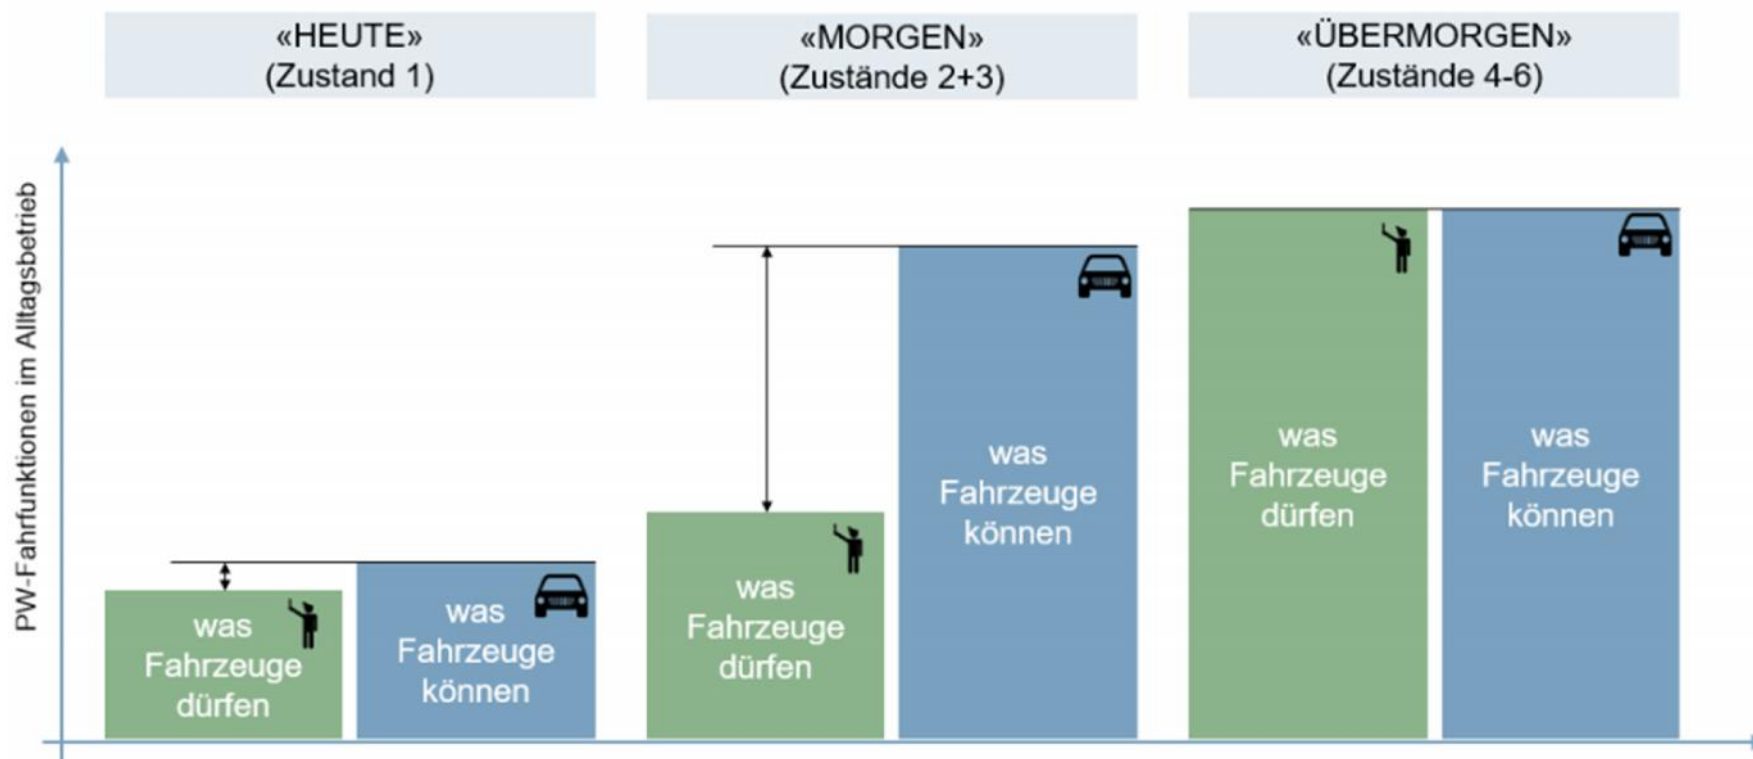 «HEUTE»
(Zustand 1)
«MORGEN»
(Zustände 2+3)
«ÜBERMORGEN»
(Zustände 4-6)
PW-Fahrfunktionen im Alltagsbetrieb
was
Fahrzeuge
dürfen
was
Fahrzeuge
können
was
Fahrzeuge
dürfen
was
Fahrzeuge
können
was
Fahrzeuge
dürfen
was
Fahrzeuge
können